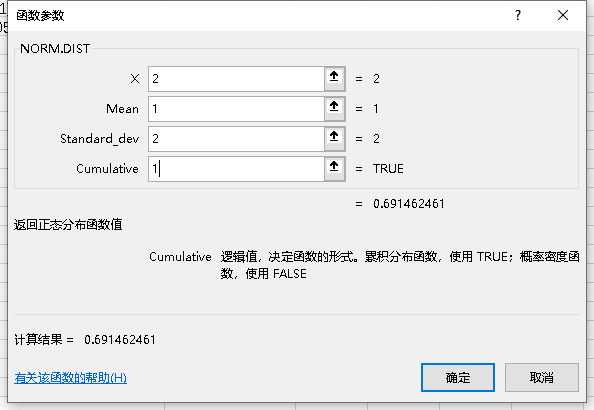 函数参数
?
NORM.DIST
X 2 = 2
Mean 1 = 1
Standard_dev 2 = 2
Cumulative 1 = TRUE
= 0.691462461
返回正态分布函数值
Cumulative 逻辑值，决定函数的形式。累积分布函数，使用 TRUE；概率密度函
数，使用 FALSE
计算结果 = 0.691462461
有关该函数的帮助(H)
确定
取消